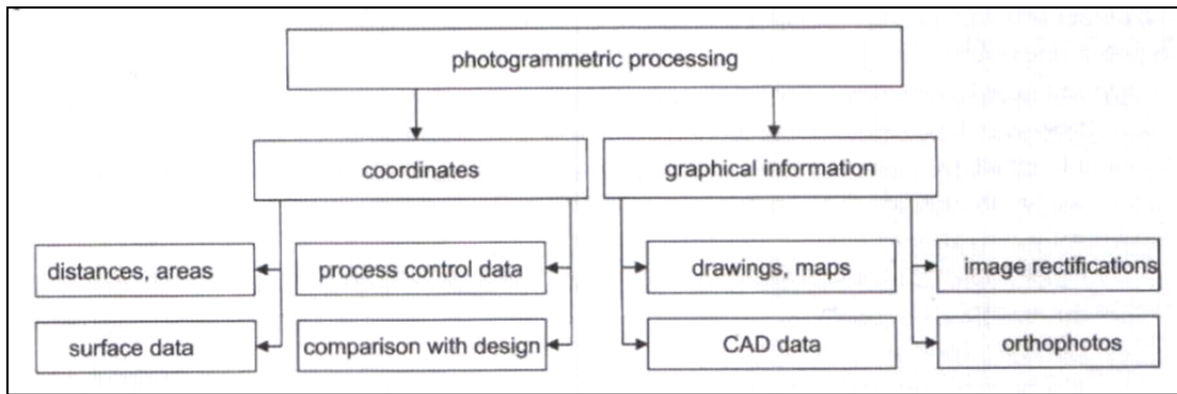 photogrammetric processing
coordinates
graphical information
distances, areas
process control data
drawings, maps
image rectifications
surface data
comparison with design
CAD data
orthophotos